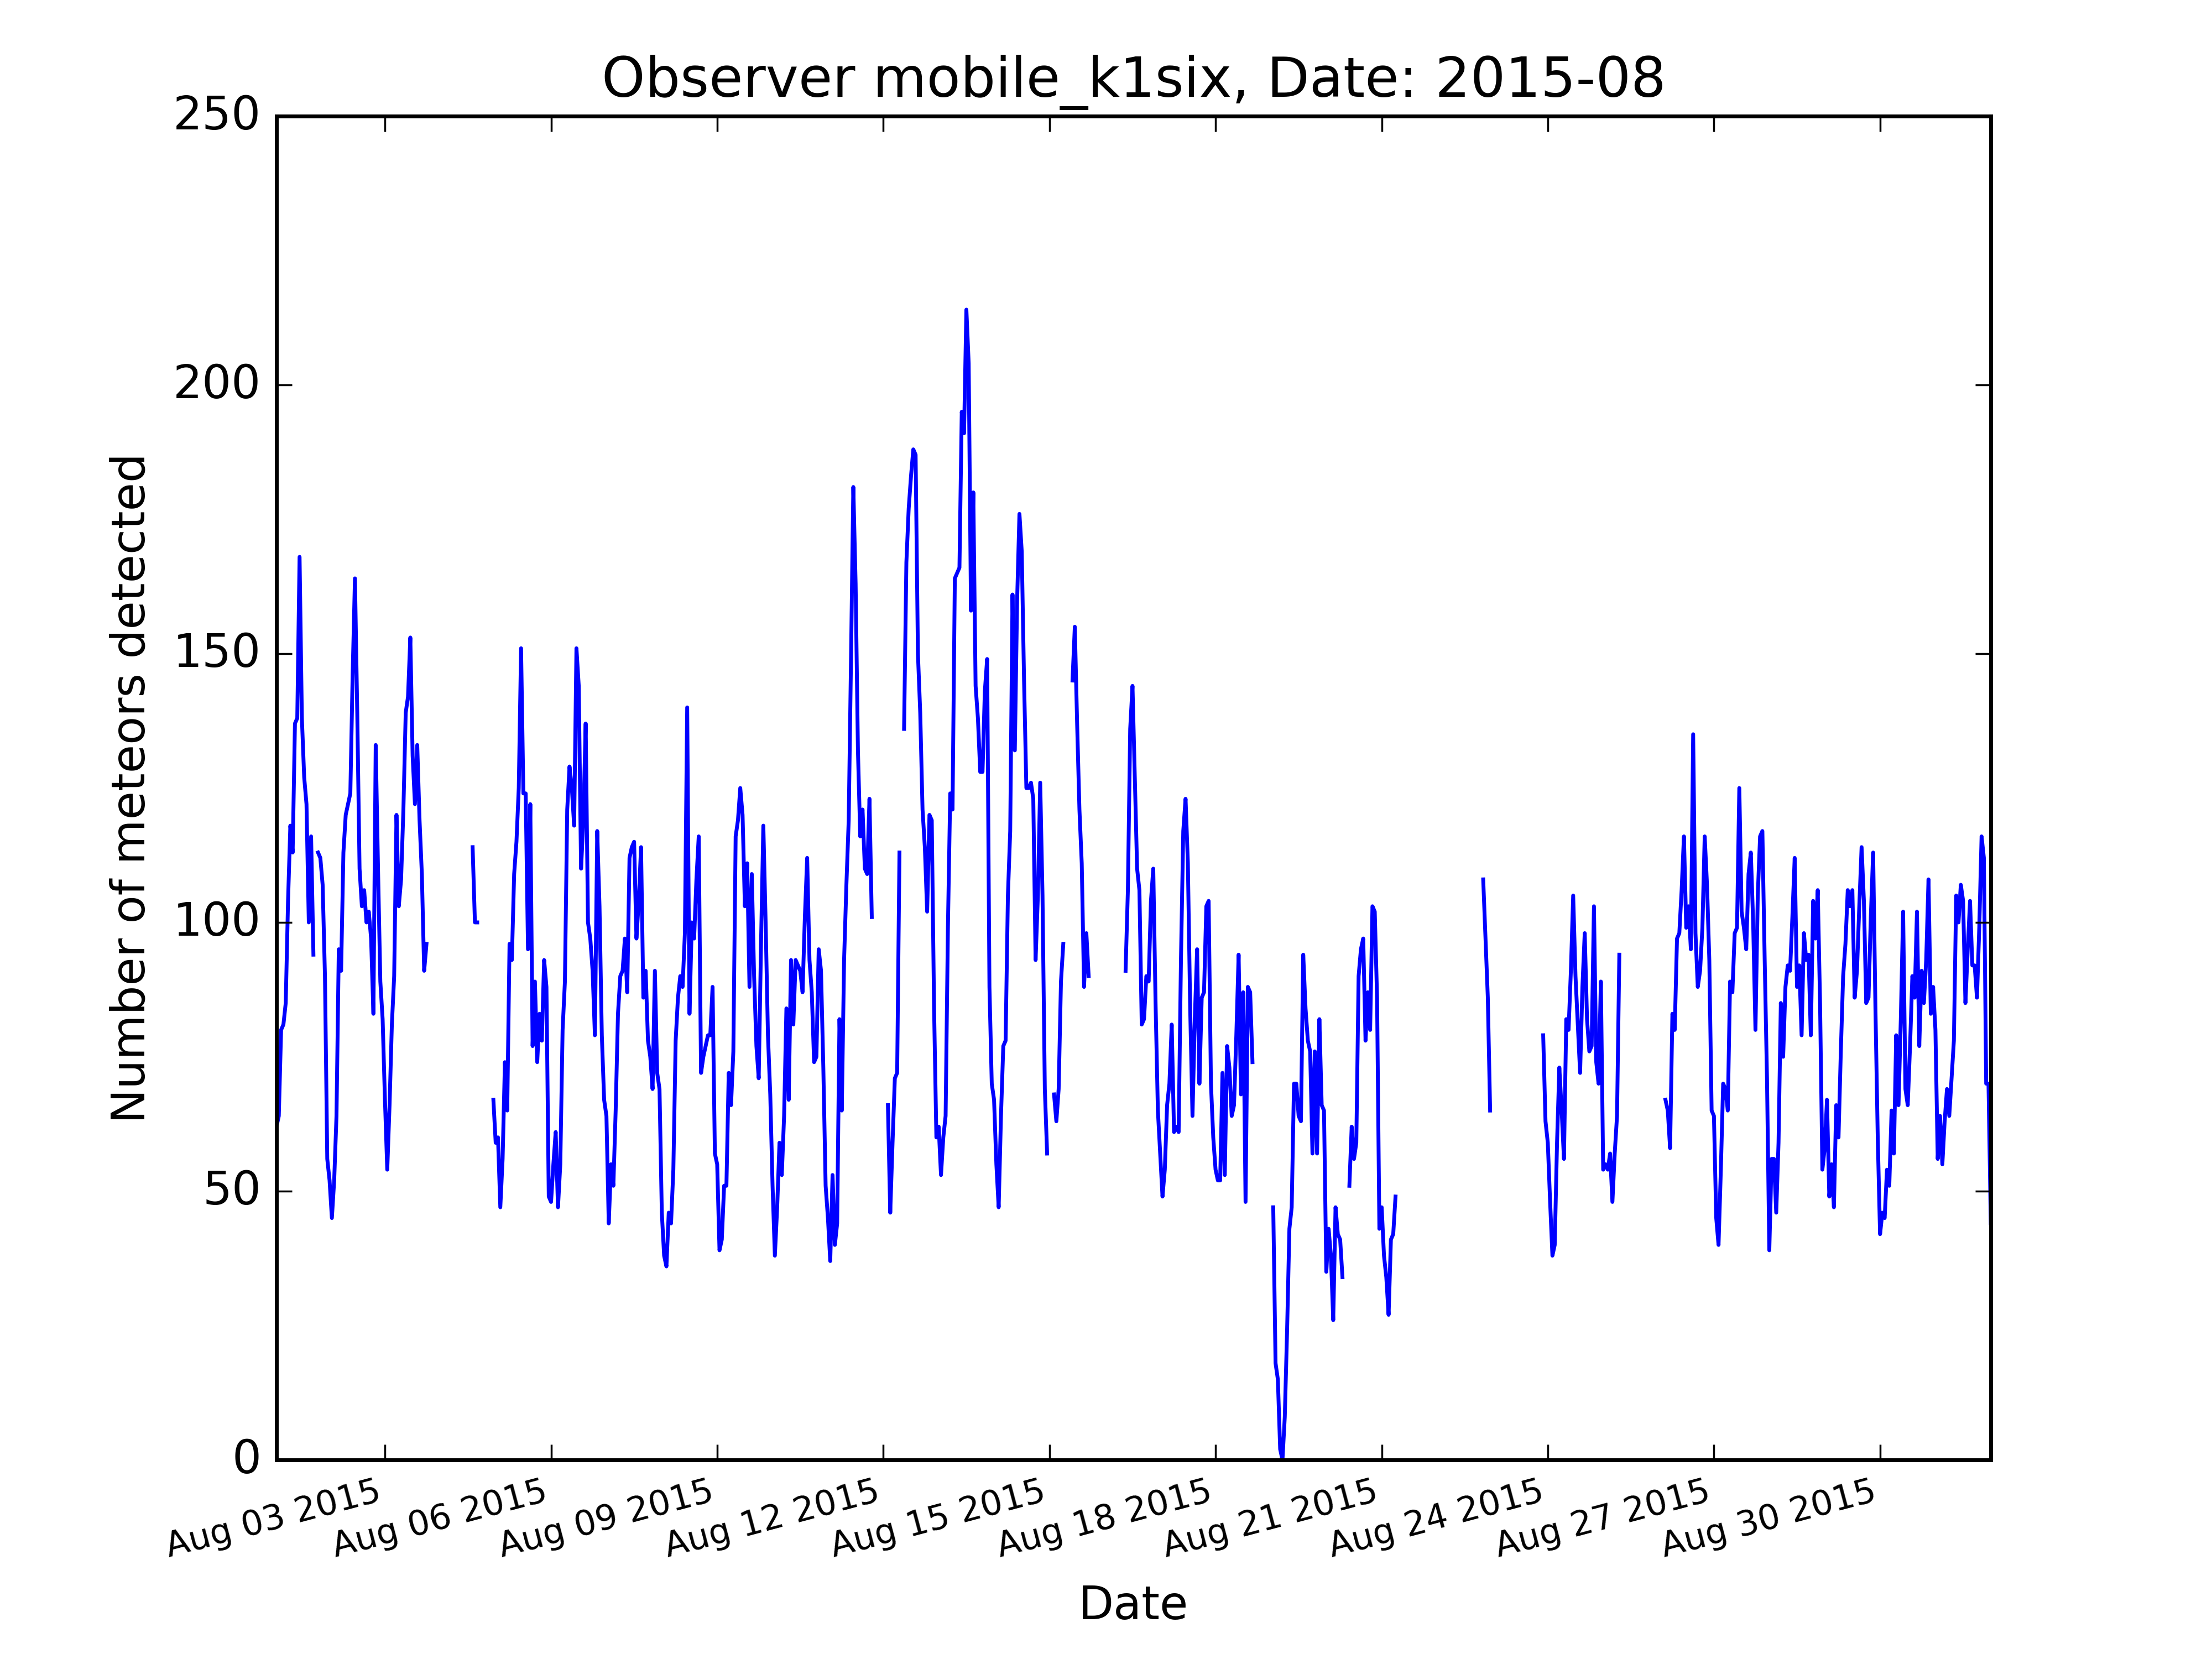 Observer mobile_k1six, Date: 2015-08
Number of meteors detected
250
200
150
100
50
0
Aug 03 2015
Aug 06 2015
Aug 09 2015
Aug 12 2015
Aug 15 2015
Aug 18 2015
Aug 21 2015
Aug 24 2015
Aug 27 2015
Aug 30 2015
Date